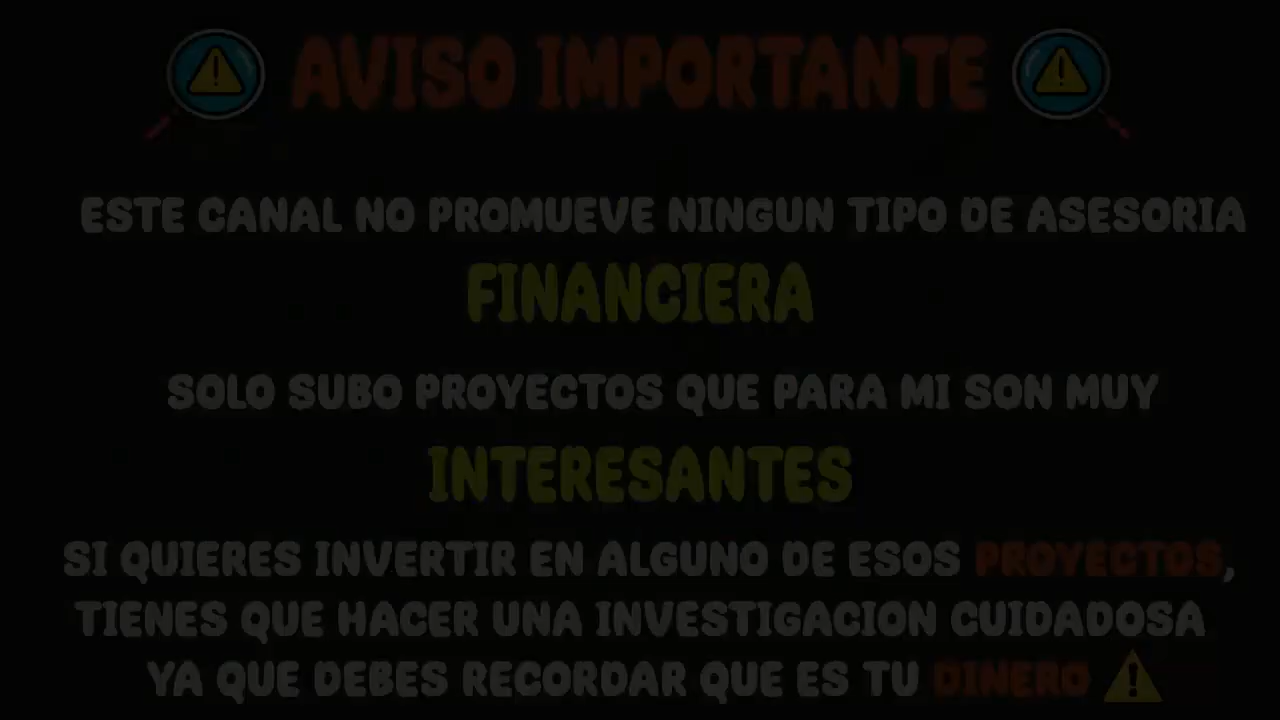 AVISO IMPORTANTE
ESTE CANAL NO PROMUEVE NINGUN TIPO DE ASESORIA
FINANCIERA
SOLO SUBO PROYECTOS QUE PARA MI SON MUY
INTERESANTES
SI QUIERES INVERTIR EN ALGUNO DE ESOS PROYECTOS,
TIENES QUE HACER UNA INVESTIGACION CUIDADOSA
YA QUE DEBES RECORDAR QUE ES TU DINERO